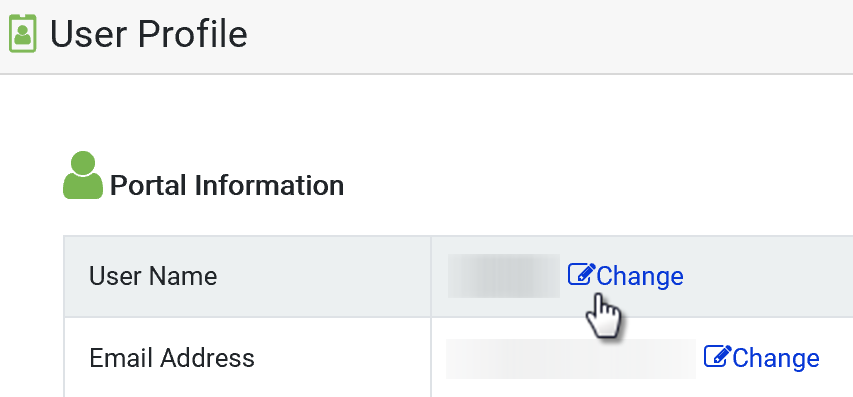 User Profile
Portal Information
User Name Change
Email Address Change